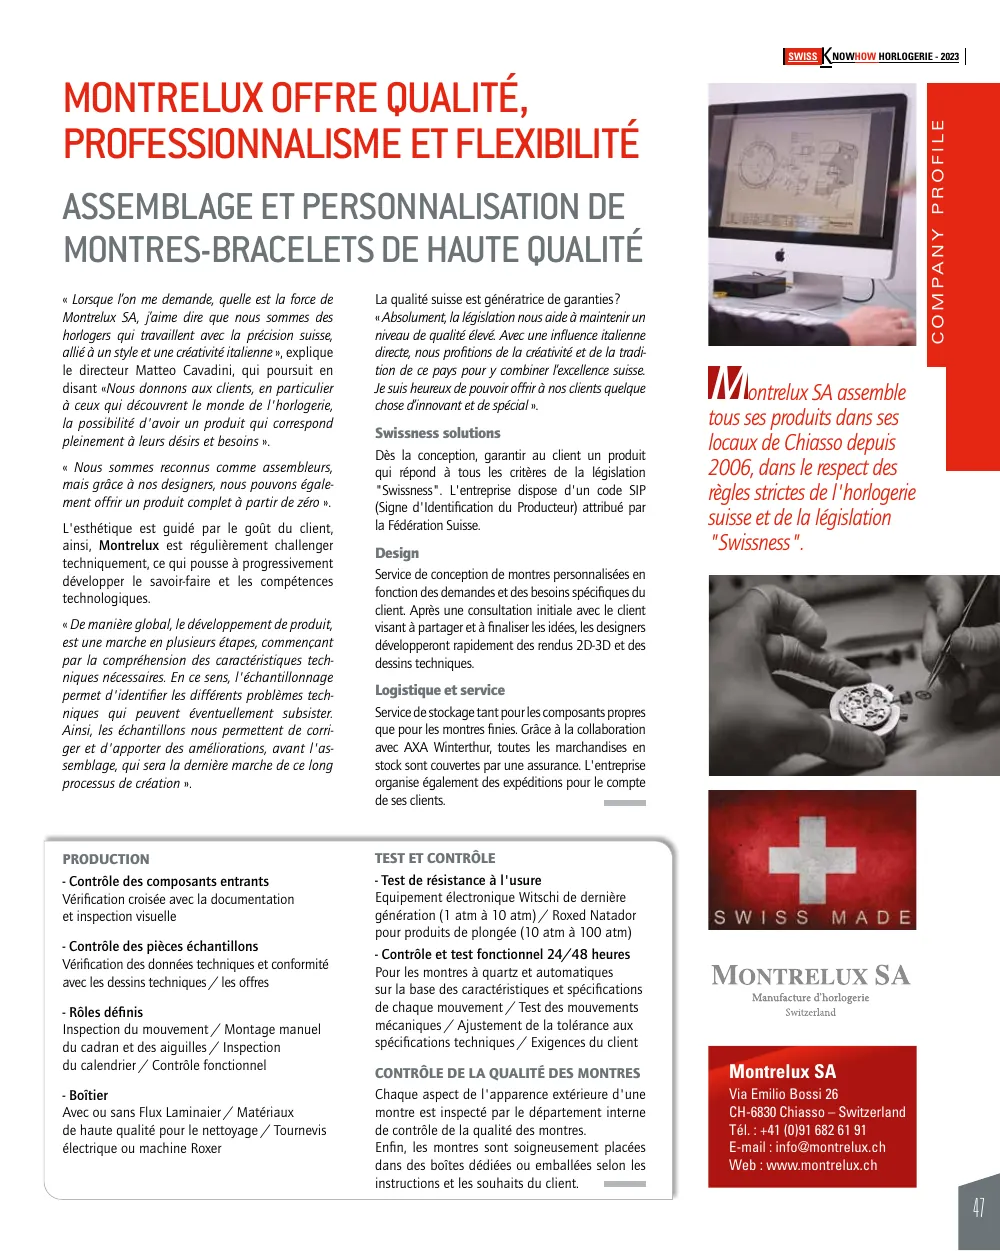 SWISS KNOWHOW HORLOGERIE - 2023
MONTRELUX OFFRE QUALITÉ,
PROFESSIONNALISME ET FLEXIBILITÉ
ASSEMBLAGE ET PERSONNALISATION DE
MONTRES-BRACELETS DE HAUTE QUALITÉ
« Lorsque l'on me demande, quelle est la force de
Montrelux SA, j'aime dire que nous sommes des
horlogers qui travaillent avec la précision suisse,
allié à un style et une créativité italienne », explique
le directeur Matteo Cavadini, qui poursuit en
disant «Nous donnons aux clients, en particulier
à ceux qui découvrent le monde de l'horlogerie,
la possibilité d'avoir un produit qui correspond
pleinement à leurs désirs et besoins ».
« Nous sommes reconnus comme assembleurs,
mais grâce à nos designers, nous pouvons égale-
ment offrir un produit complet à partir de zéro ».
L'esthétique est guidé par le goût du client,
ainsi, Montrelux est régulièrement challenger
techniquement, ce qui pousse à progressivement
développer le savoir-faire et les compétences
technologiques.
« De manière global, le développement de produit,
est une marche en plusieurs étapes, commençant
par la compréhension des caractéristiques tech-
niques nécessaires. En ce sens, l'échantillonnage
permet d'identifier les différents problèmes tech-
niques qui peuvent éventuellement subsister.
Ainsi, les échantillons nous permettent de corri-
ger et d'apporter des améliorations, avant l'as-
semblage, qui sera la dernière marche de ce long
processus de création ».
La qualité suisse est génératrice de garanties ?
« Absolument, la législation nous aide à maintenir un
niveau de qualité élevé. Avec une influence italienne
directe, nous profitions de la créativité et de la tradi-
tion de ce pays pour y combiner l'excellence suisse.
Je suis heureux de pouvoir offrir à nos clients quelque
chose d'innovant et de spécial ».
Swissness solutions
Dès la conception, garantir au client un produit
qui répond à tous les critères de la législation
"Swissness". L'entreprise dispose d'un code SIP
(Signe d'Identification du Producteur) attribué par
la Fédération Suisse.
Design
Service de conception de montres personnalisées en
fonction des demandes et des besoins spécifiques du
client. Après une consultation initiale avec le client
visant à partager et à finaliser les idées, les designers
développeront rapidement des rendus 2D-3D et des
dessins techniques.
Logistique et service
Service de stockage tant pour les composants propres
que pour les montres finies. Grâce à la collaboration
avec AXA Winterthur, toutes les marchandises en
stock sont couvertes par une assurance. L'entreprise
organise également des expéditions pour le compte
de ses clients.
COMPANY PROFILE
Montrelux SA assemble
tous ses produits dans ses
locaux de Chiasso depuis
2006, dans le respect des
règles strictes de l'horlogerie
suisse et de la législation
"Swissness".
SWISS MADE
MONTRELUX SA
Manufacture d'horlogerie
Switzerland
Montrelux SA
Via Emilio Bossi 26
CH-6830 Chiasso – Switzerland
Tél. : +41 (0)91 682 61 91
E-mail : info@montrelux.ch
Web : www.montrelux.ch
PRODUCTION
- Contrôle des composants entrants
Vérification croisée avec la documentation
et inspection visuelle
- Contrôle des pièces échantillons
Vérification des données techniques et conformité
avec les dessins techniques / les offres
- Rôles définis
Inspection du mouvement / Montage manuel
du cadran et des aiguilles / Inspection
du calendrier / Contrôle fonctionnel
- Boîtier
Avec ou sans Flux Laminaier / Matériaux
de haute qualité pour le nettoyage / Tournevis
électrique ou machine Roxer
TEST ET CONTRÔLE
- Test de résistance à l'usure
Equipement électronique Witschi de dernière
génération (1 atm à 10 atm) / Roxed Natador
pour produits de plongée (10 atm à 100 atm)
- Contrôle et test fonctionnel 24/48 heures
Pour les montres à quartz et automatiques
sur la base des caractéristiques et spécifications
de chaque mouvement / Test des mouvements
mécaniques / Ajustement de la tolérance aux
spécifications techniques / Exigences du client
CONTRÔLE DE LA QUALITÉ DES MONTRES
Chaque aspect de l'apparence extérieure d'une
montre est inspecté par le département interne
de contrôle de la qualité des montres.
Enfin, les montres sont soigneusement placées
dans des boîtes dédiées ou emballées selon les
instructions et les souhaits du client.
47